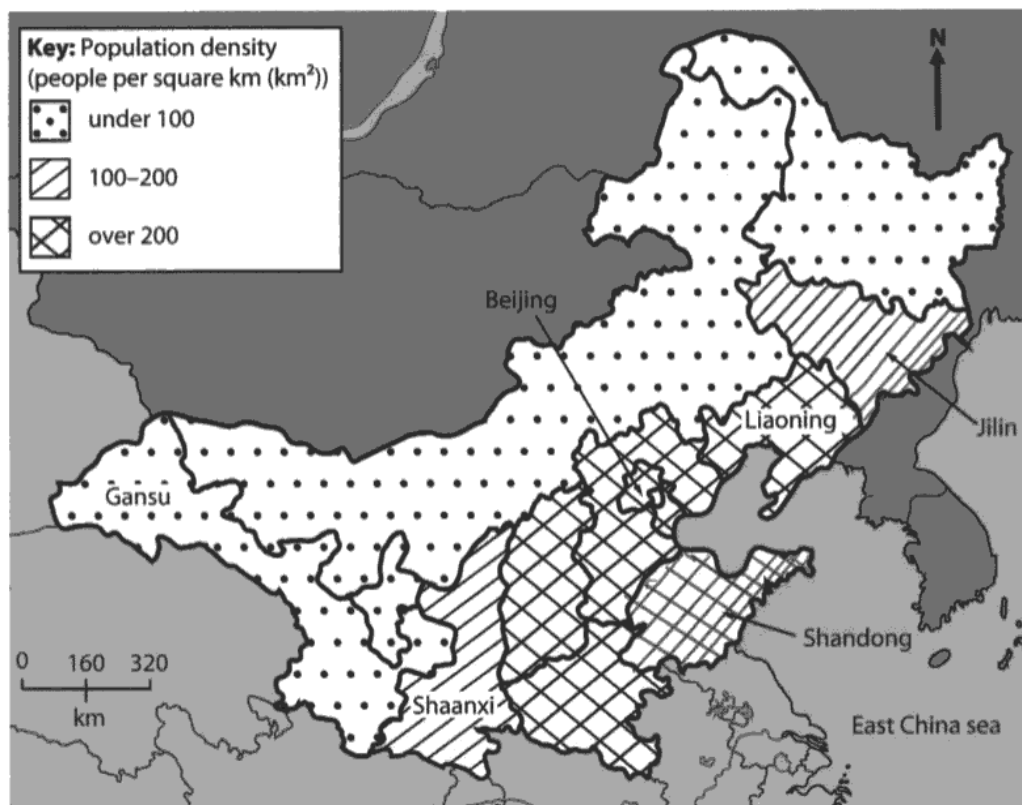 Key: Population density
(people per square km (km²))
under 100
100–200
over 200
N
Beijing
Liaoning
Jilin
Gansu
Shandong
0 160 320
km
Shaanxi
East China sea